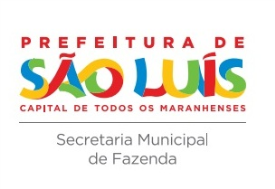 PREFEITURA DE
SÃO LUÍS
CAPITAL DE TODOS OS MARANHENSES
Secretaria Municipal
de Fazenda